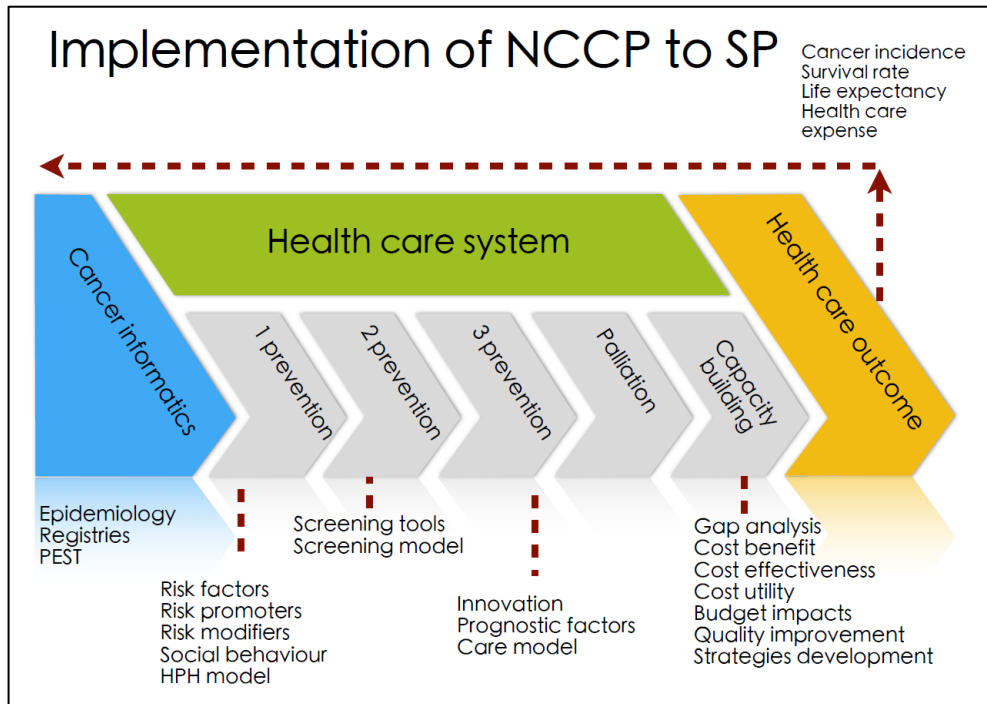 Implementation of NCCP to SP
Cancer incidence
Survival rate
Life expectancy
Health care
expense
Health care system
Cancer informatics
1 prevention
2 prevention
3 prevention
Palliation
Capacity
building
Health care outcome
Epidemiology
Registries
PEST
Risk factors
Risk promoters
Risk modifiers
Social behaviour
HPH model
Screening tools
Screening model
Innovation
Prognostic factors
Care model
Gap analysis
Cost benefit
Cost effectiveness
Cost utility
Budget impacts
Quality improvement
Strategies development